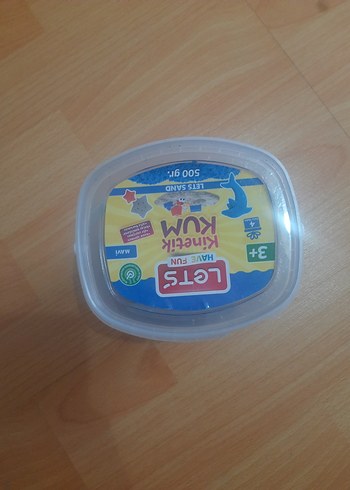 LET'S
HAVE FUN
3+
MAVİ
Kinetik
KUM
LETS SAND
500 gr.